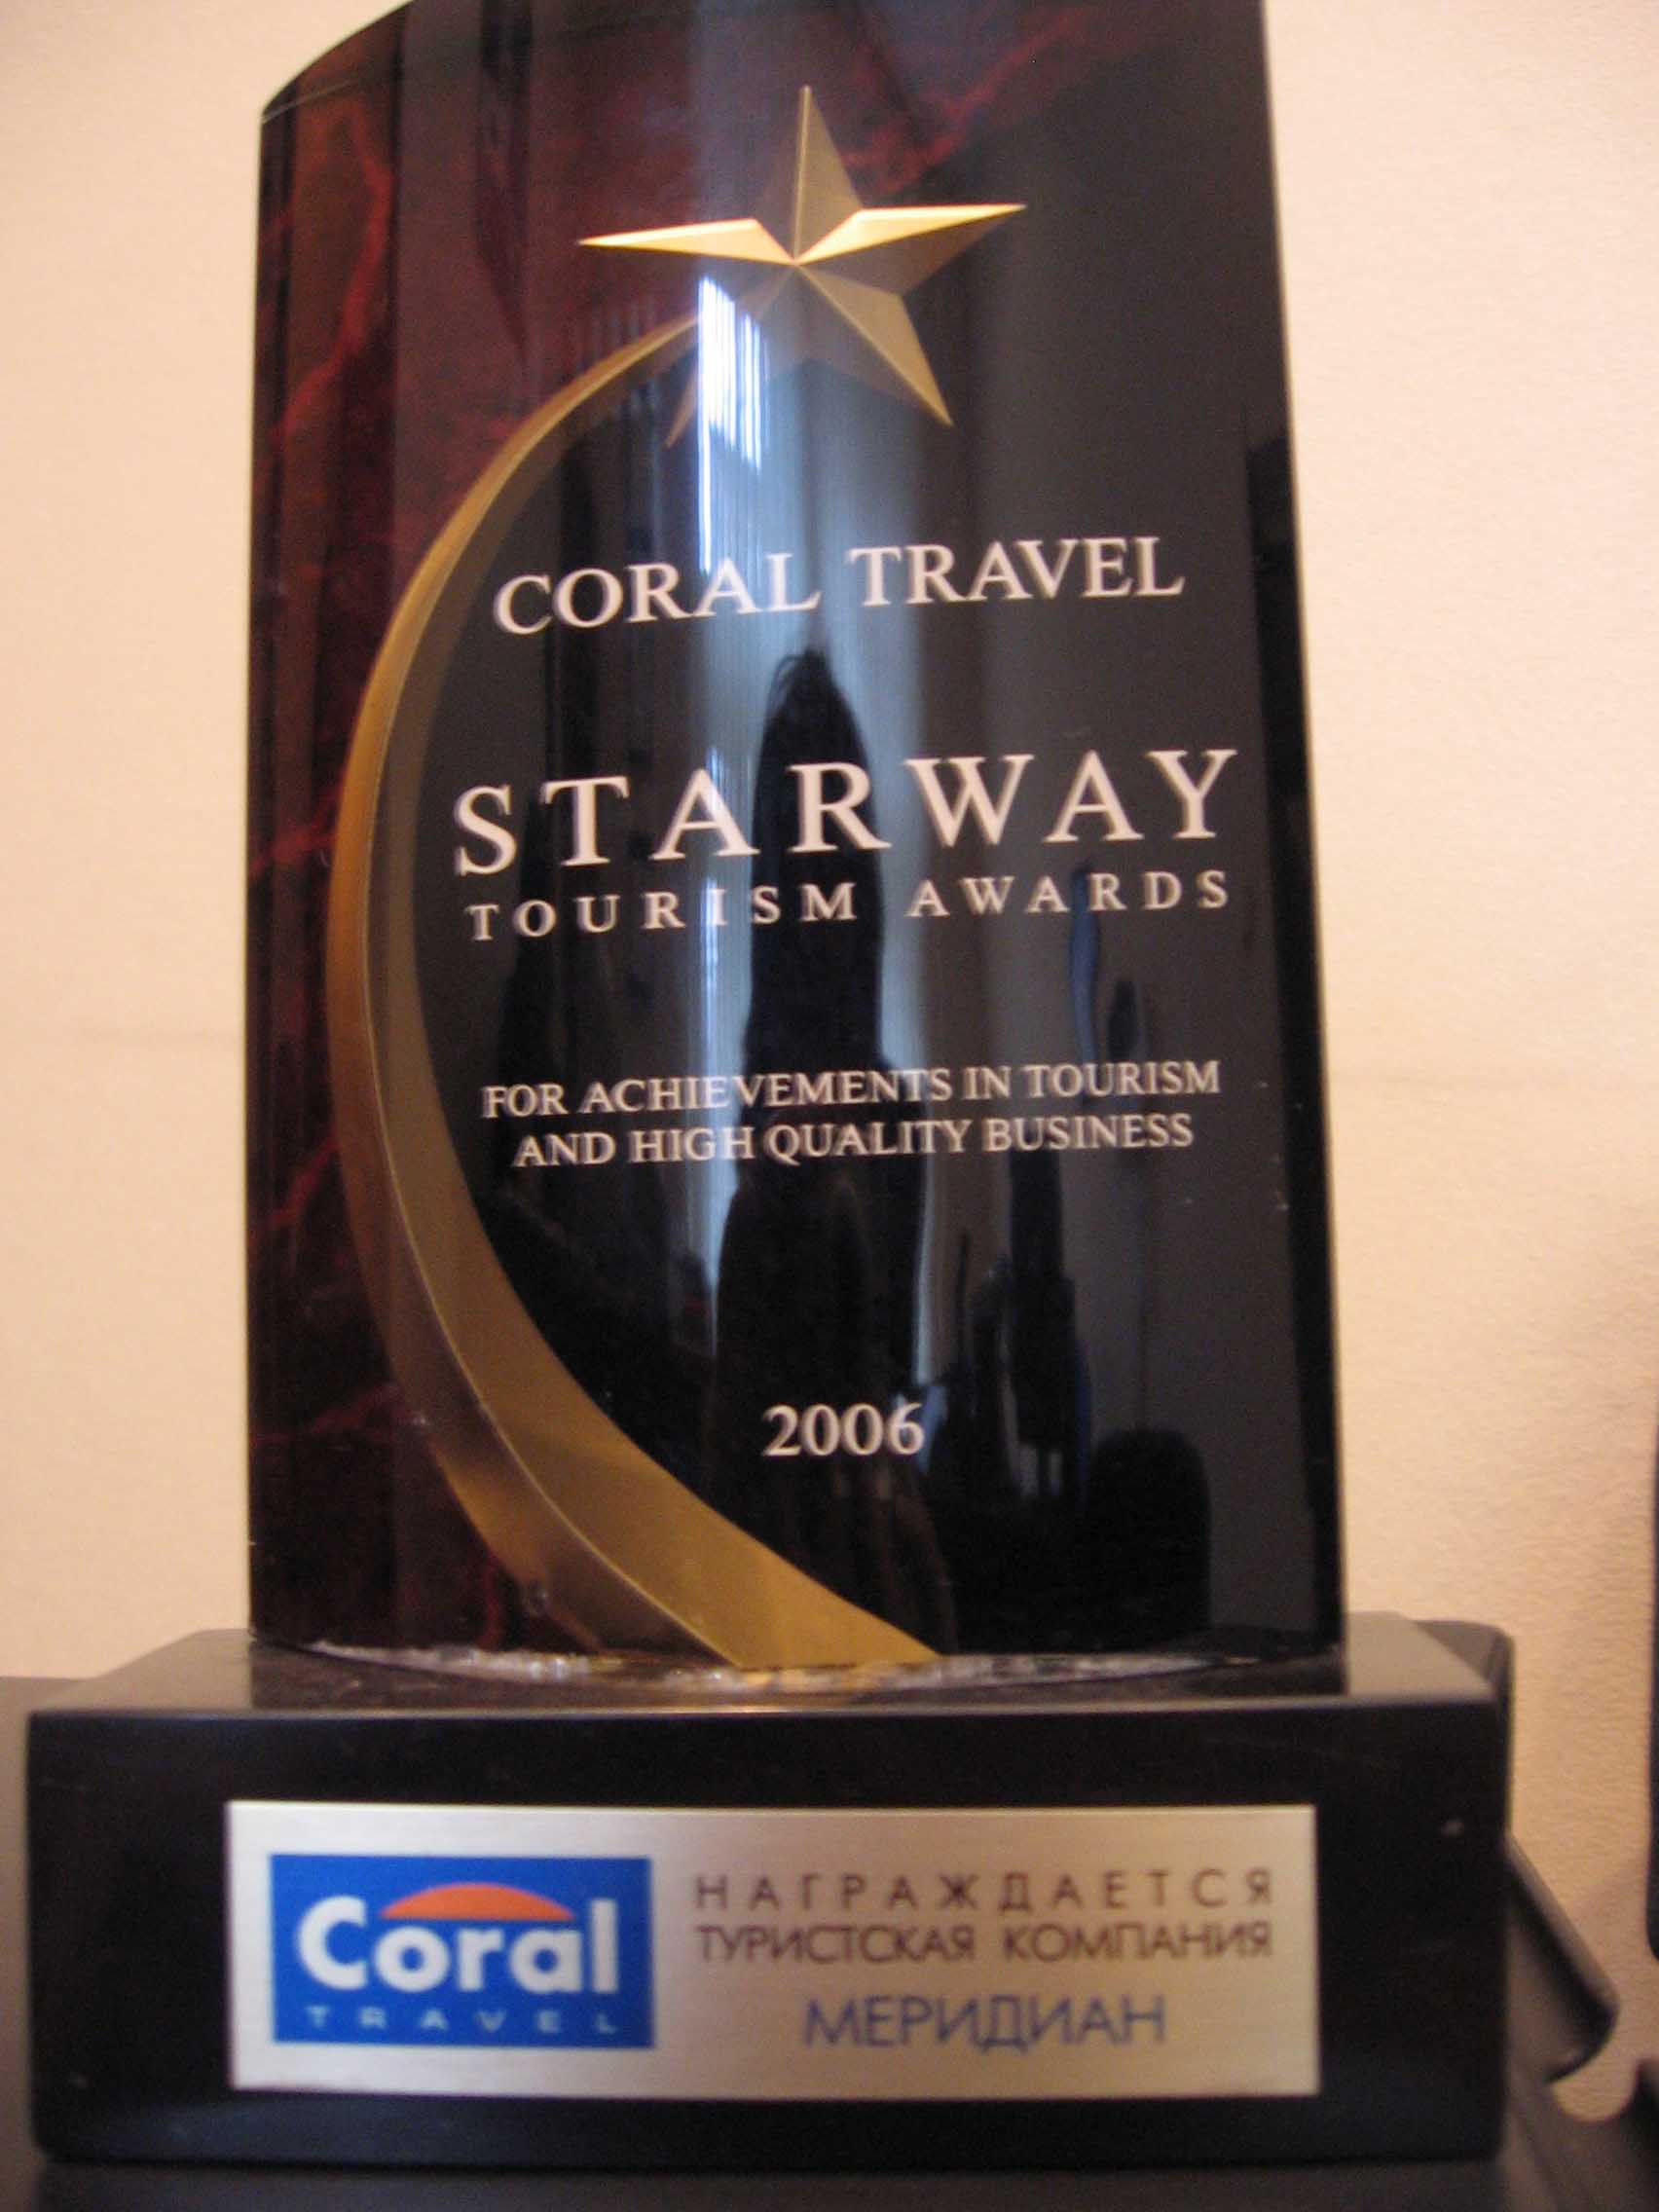 CORAL TRAVEL
STARWAY
TOURISM AWARDS
FOR ACHIEVEMENTS IN TOURISM
AND HIGH QUALITY BUSINESS
2006
Coral
TRAVEL
НАГРАЖДАЕТСЯ
ТУРИСТСКАЯ КОМПАНИЯ
МЕРИДИАН